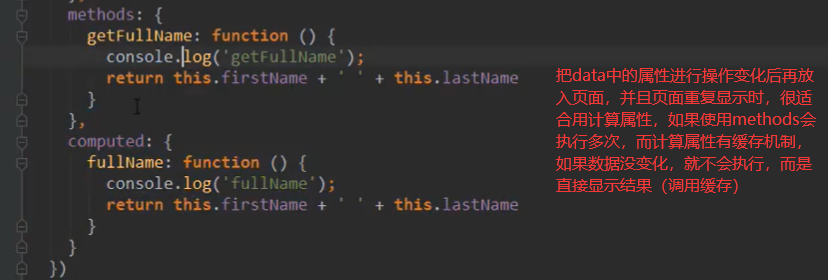 methods: {
getFullName: function () {
console.log('getFullName');
return this.firstName + ' ' + this.lastName
}
},
computed: {
fullName: function () {
console.log('fullName');
return this.firstName + ' ' + this.lastName
}
}
})
把data中的属性进行操作变化后再放
入页面，并且页面重复显示时，很适
合用计算属性，如果使用methods会
执行多次，而计算属性有缓存机制，
如果数据没变化，就不会执行，而是
直接显示结果（调用缓存）